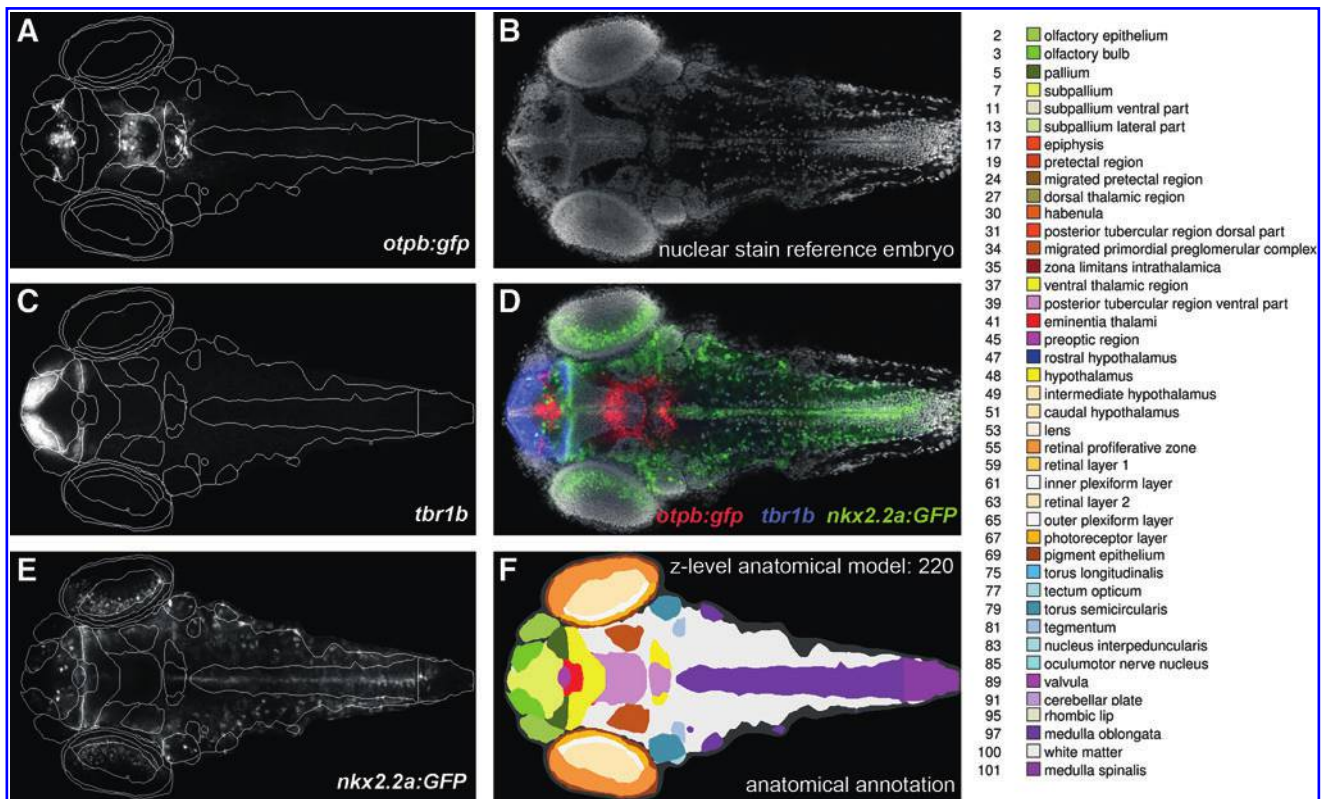 A
otpb:gfp
B
nuclear stain reference embryo
C
tbr1b
D
otpb:gfp tbr1b nkx2.2a:GFP
E
nkx2.2a:GFP
F
z-level anatomical model: 220
anatomical annotation
2 olfactory epithelium
3 olfactory bulb
5 pallium
7 subpallium
11 subpallium ventral part
13 subpallium lateral part
17 epiphysis
19 pretectal region
24 migrated pretectal region
27 dorsal thalamic region
30 habenula
31 posterior tubercular region dorsal part
34 migrated primordial preglomerular complex
35 zona limitans intrathalamica
37 ventral thalamic region
39 posterior tubercular region ventral part
41 eminentia thalami
45 preoptic region
47 rostral hypothalamus
48 hypothalamus
49 intermediate hypothalamus
51 caudal hypothalamus
53 lens
55 retinal profiferative zone
59 retinal layer 1
61 inner plexiform layer
63 retinal layer 2
65 outer plexiform layer
67 photoreceptor layer
69 pigment epithelium
75 torus longitudinalis
77 tectum opticum
79 torus semicircularis
81 tegmentum
83 nucleus interpeduncularis
85 oculumotor nerve nucleus
89 valvula
91 cerebellar plate
95 rhombic lip
97 medulla oblongata
100 white matter
101 medulla spinalis